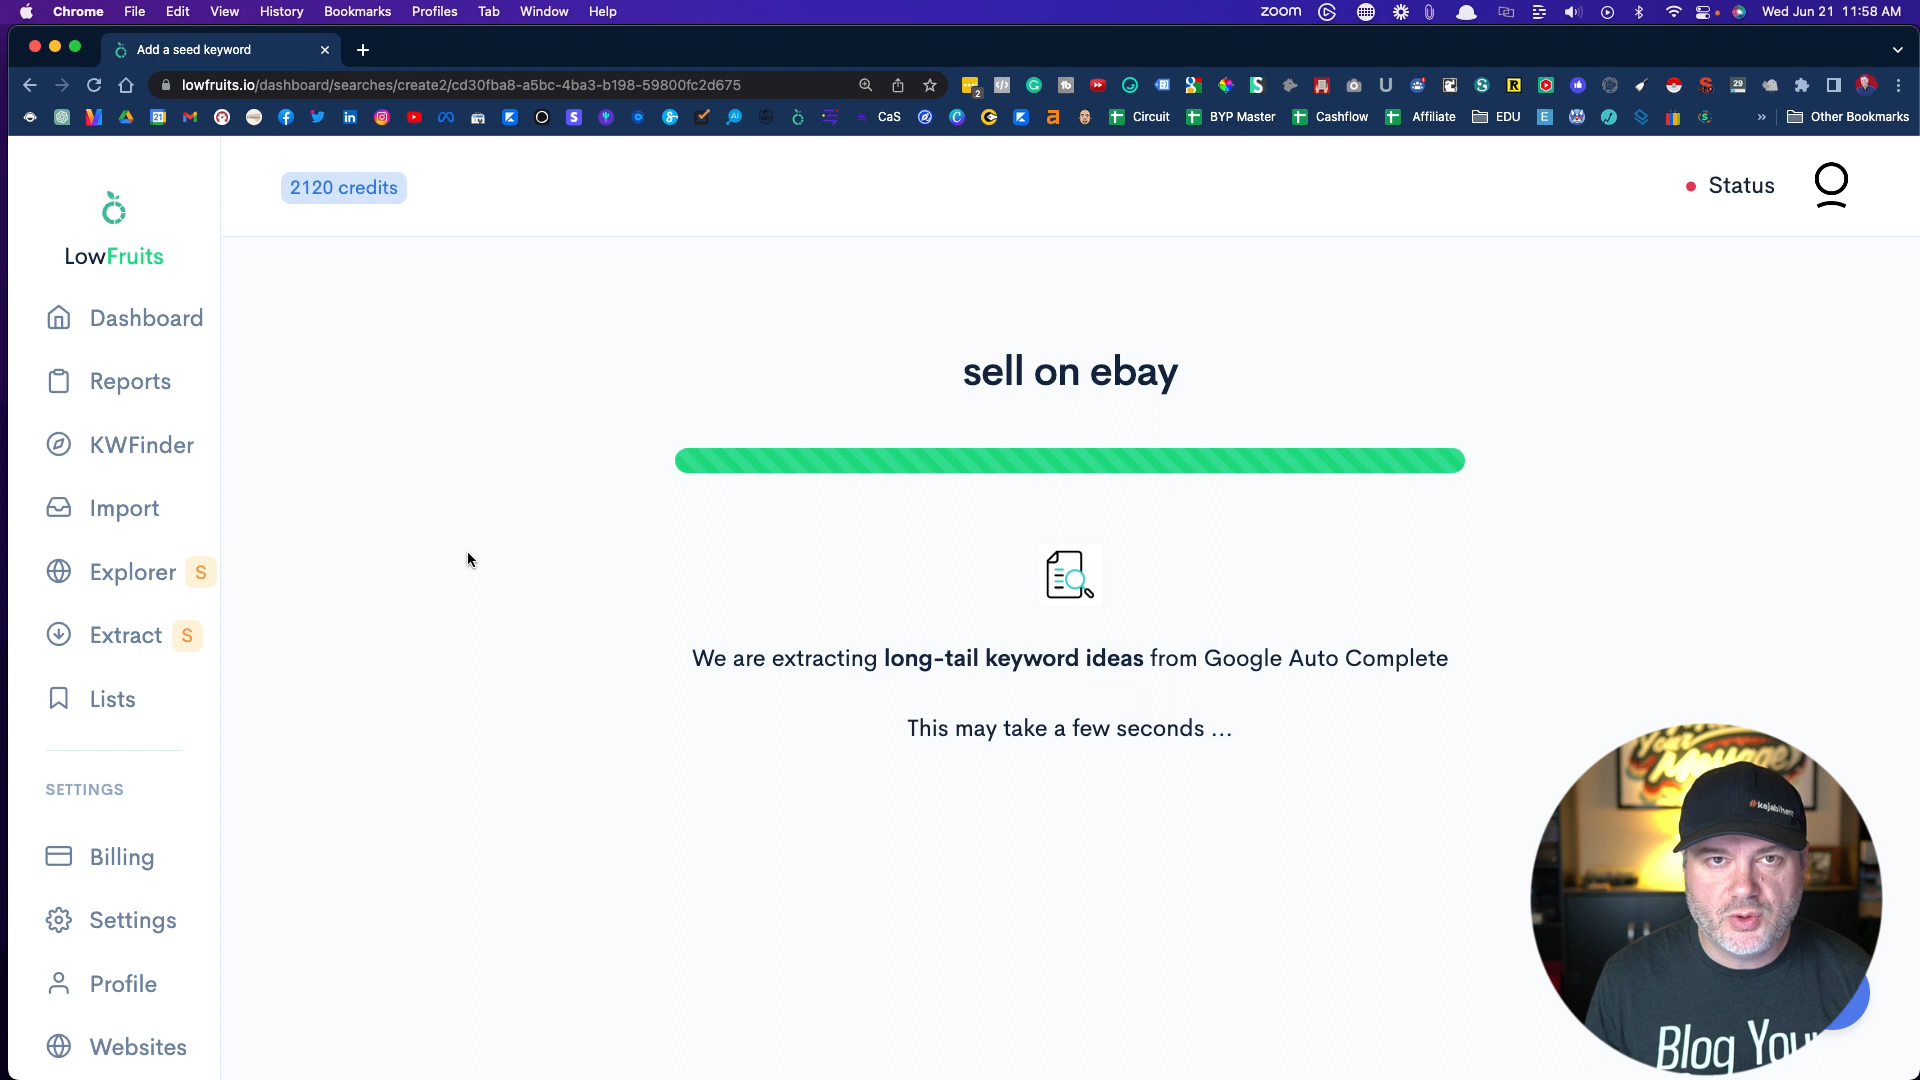 Chrome File Edit View History Bookmarks Profiles Tab Window Help
zoom Wed Jun 21 11:58 AM
Add a seed keyword
lowfruits.io/dashboard/searches/create2/cd30fba8-a5bc-4ba3-b198-59800fc2d675
CaS Circuit BYP Master Cashflow Affiliate EDU Other Bookmarks
2120 credits
Status
LowFruits
Dashboard
Reports
KWFinder
Import
Explorer S
Extract S
Lists
SETTINGS
Billing
Settings
Profile
Websites
sell on ebay
We are extracting long-tail keyword ideas from Google Auto Complete
This may take a few seconds ...
Your
Message
#kajabihero
Blog You